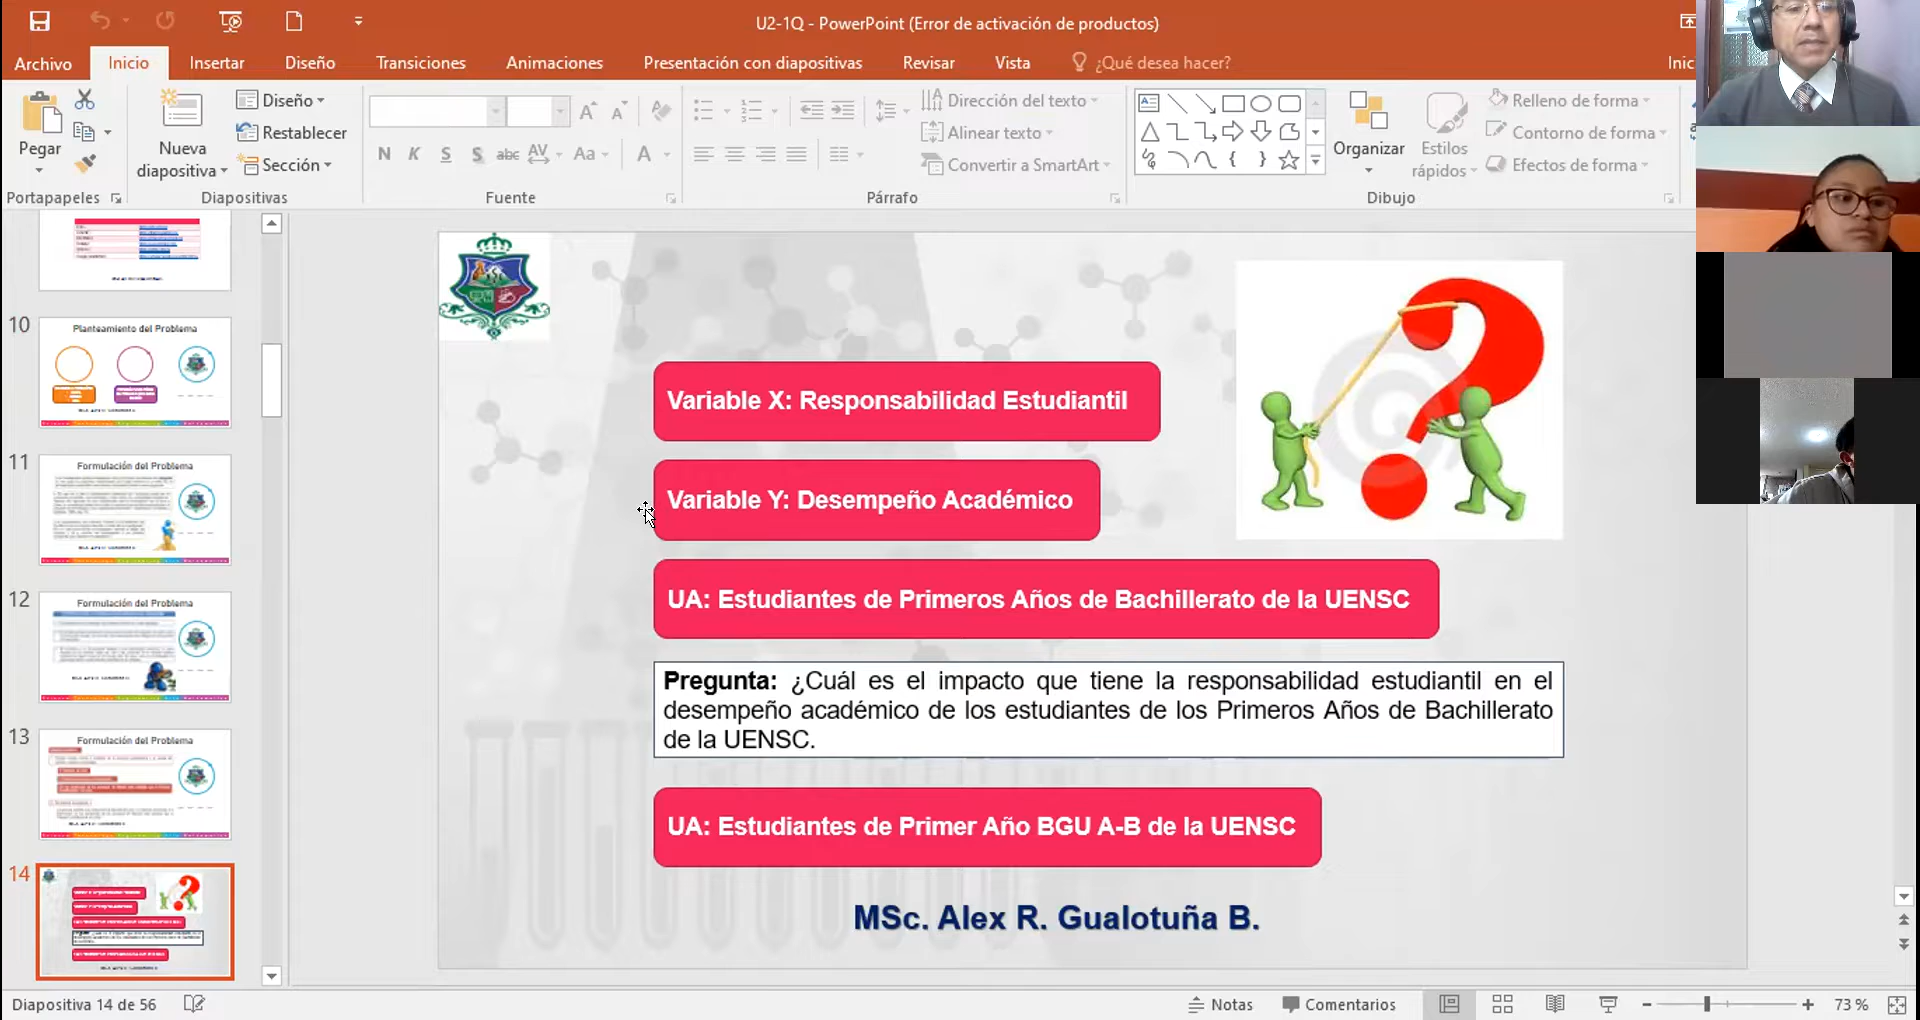 U2-1Q - PowerPoint (Error de activación de productos)
Archivo
Inicio
Insertar
Diseño
Transiciones
Animaciones
Presentación con diapositivas
Revisar
Vista
¿Qué desea hacer?
Inic
Pegar
Nueva
diapositiva
Diseño
Restablecer
Sección
N K S S abc AV Aa A
Dirección del texto
Alinear texto
Convertir a SmartArt
Organizar
Estilos
rápidos
Relleno de forma
Contorno de forma
Efectos de forma
Portapapeles
Diapositivas
Fuente
Párrafo
Dibujo
10
Planteamiento del Problema
11
Formulación del Problema
12
Formulación del Problema
13
Formulación del Problema
14
Variable X: Responsabilidad Estudiantil
Variable Y: Desempeño Académico
UA: Estudiantes de Primeros Años de Bachillerato de la UENSC
Pregunta: ¿Cuál es el impacto que tiene la responsabilidad estudiantil en el
desempeño académico de los estudiantes de los Primeros Años de Bachillerato
de la UENSC.
UA: Estudiantes de Primer Año BGU A-B de la UENSC
MSc. Alex R. Gualotuña B.
Diapositiva 14 de 56
Notas
Comentarios
73 %